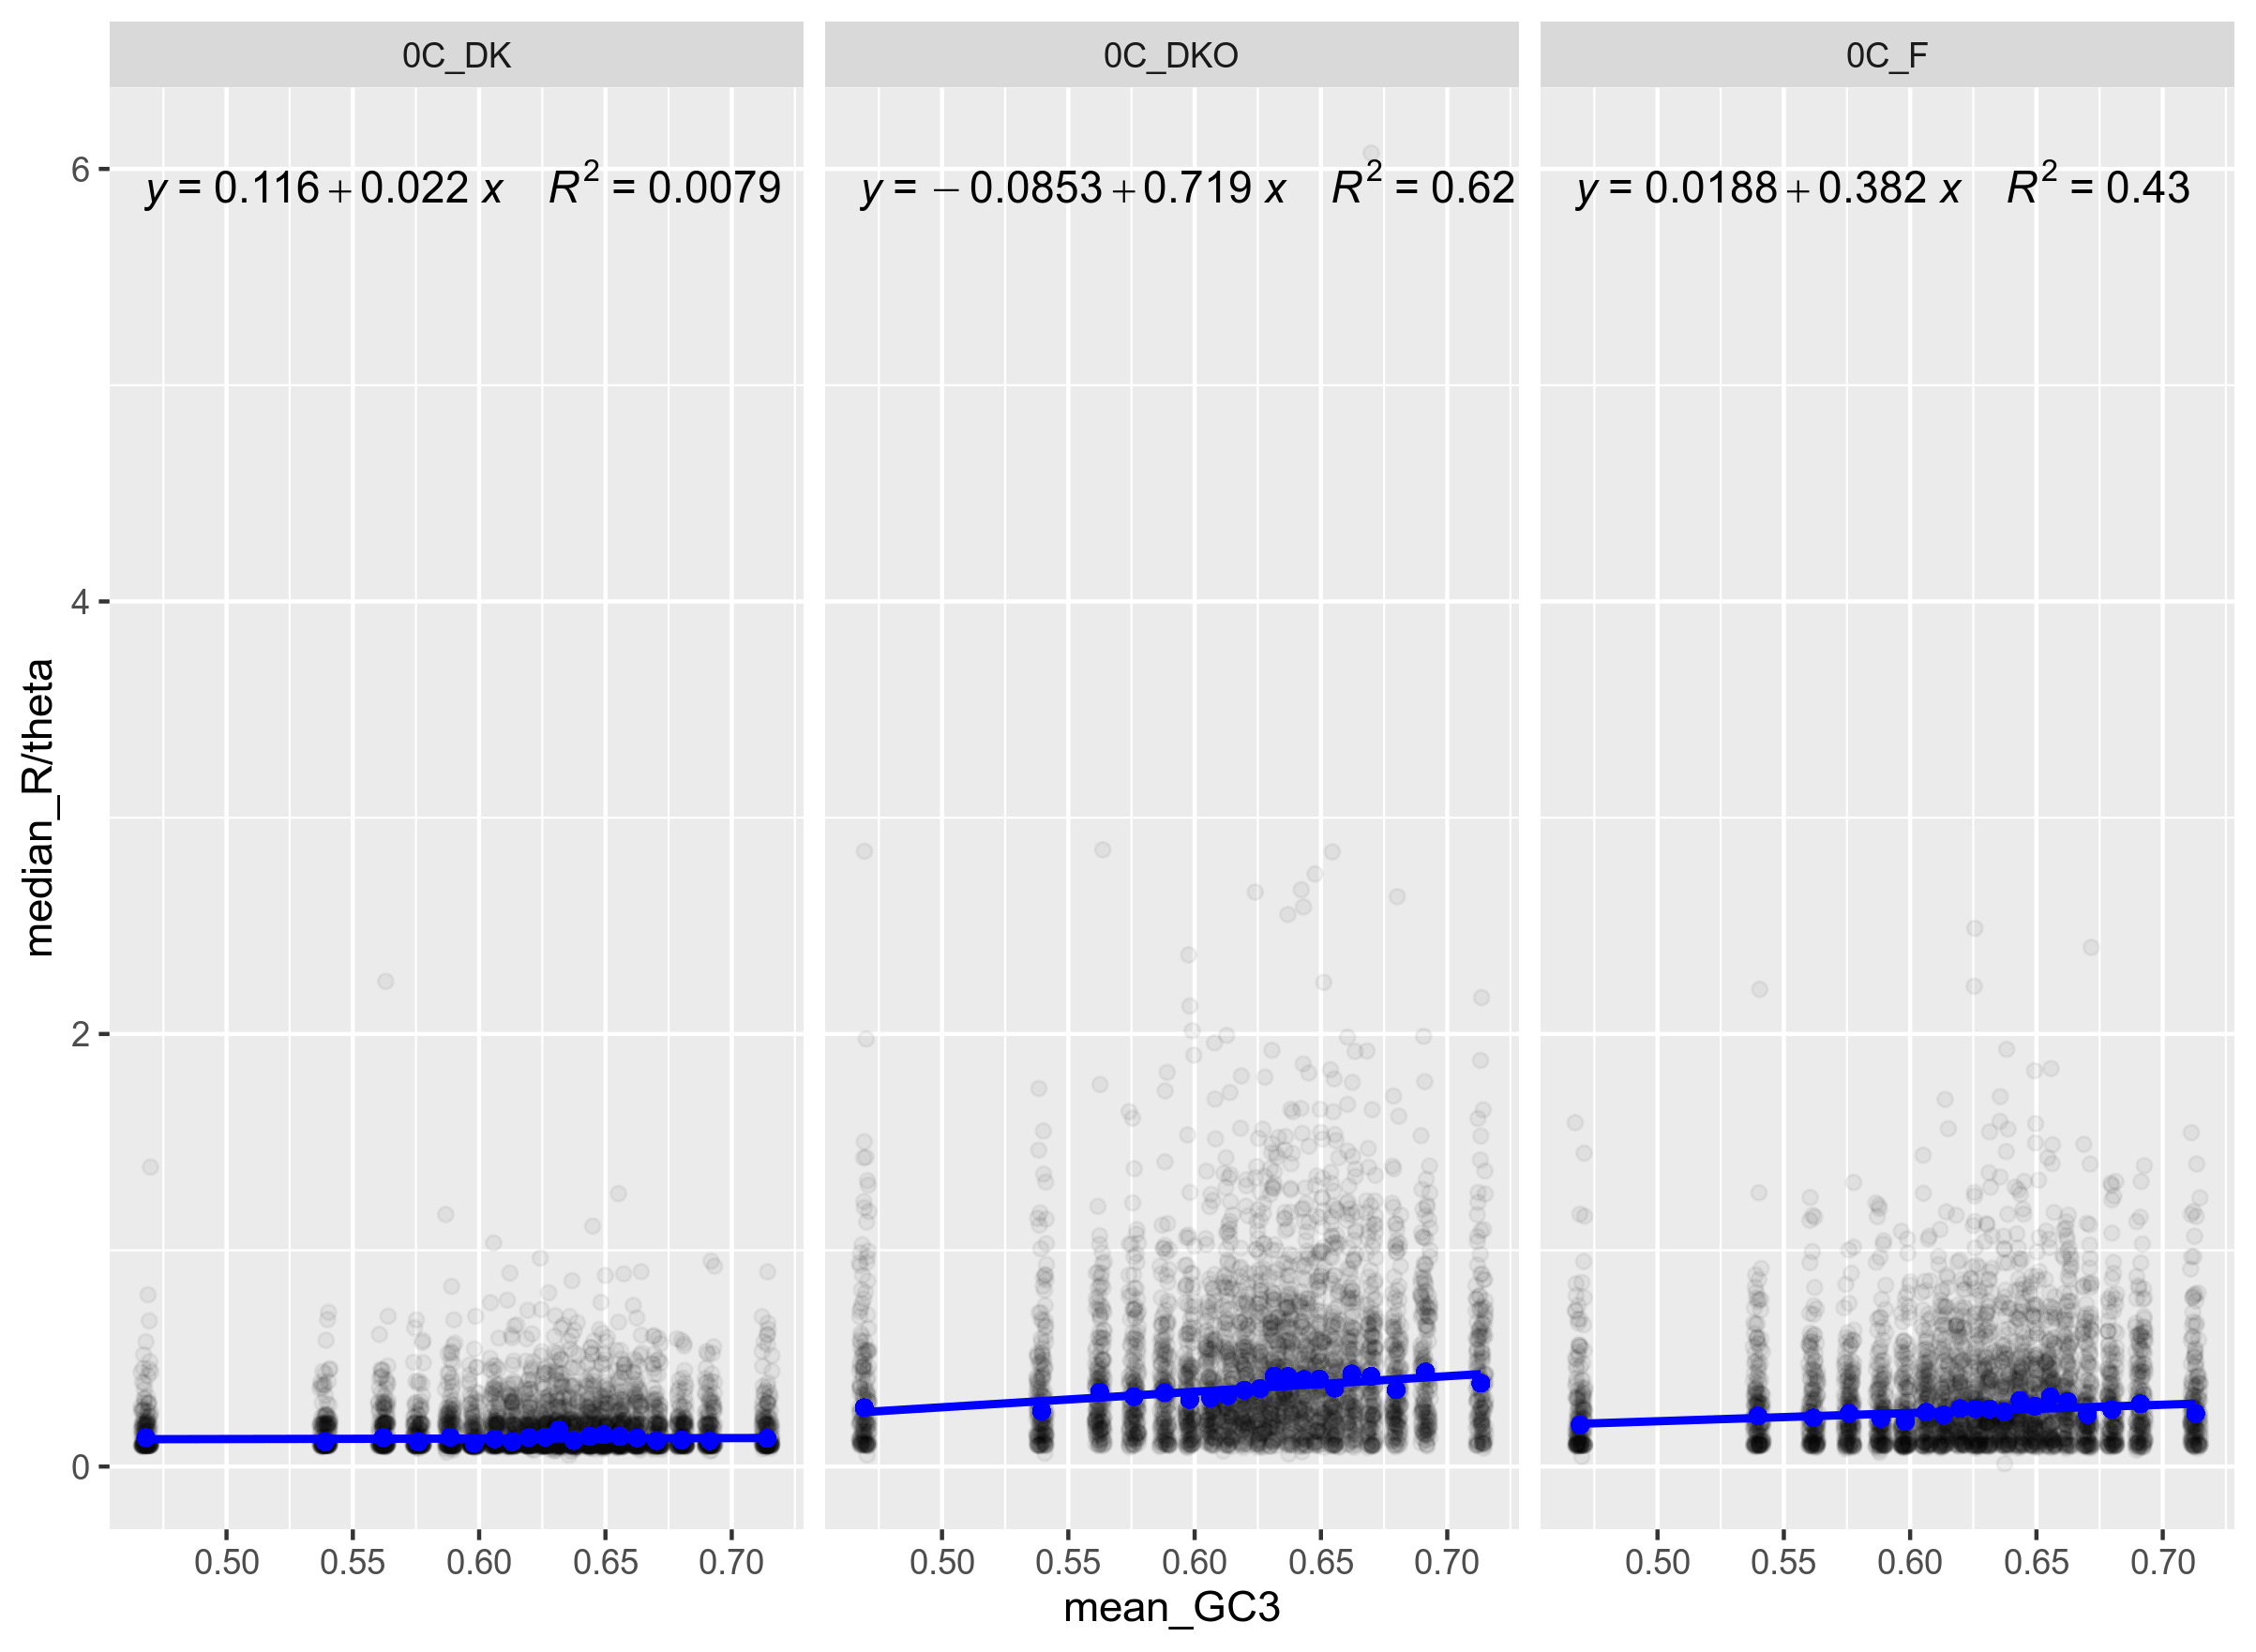 0C_DK 0C_DKO 0C_F
y = 0.116 + 0.022 x R² = 0.0079 y = − 0.0853 + 0.719 x R² = 0.62 y = 0.0188 + 0.382 x R² = 0.43
6
4
2
0
median_R/theta
0.50 0.55 0.60 0.65 0.70 0.50 0.55 0.60 0.65 0.70 0.50 0.55 0.60 0.65 0.70
mean_GC3